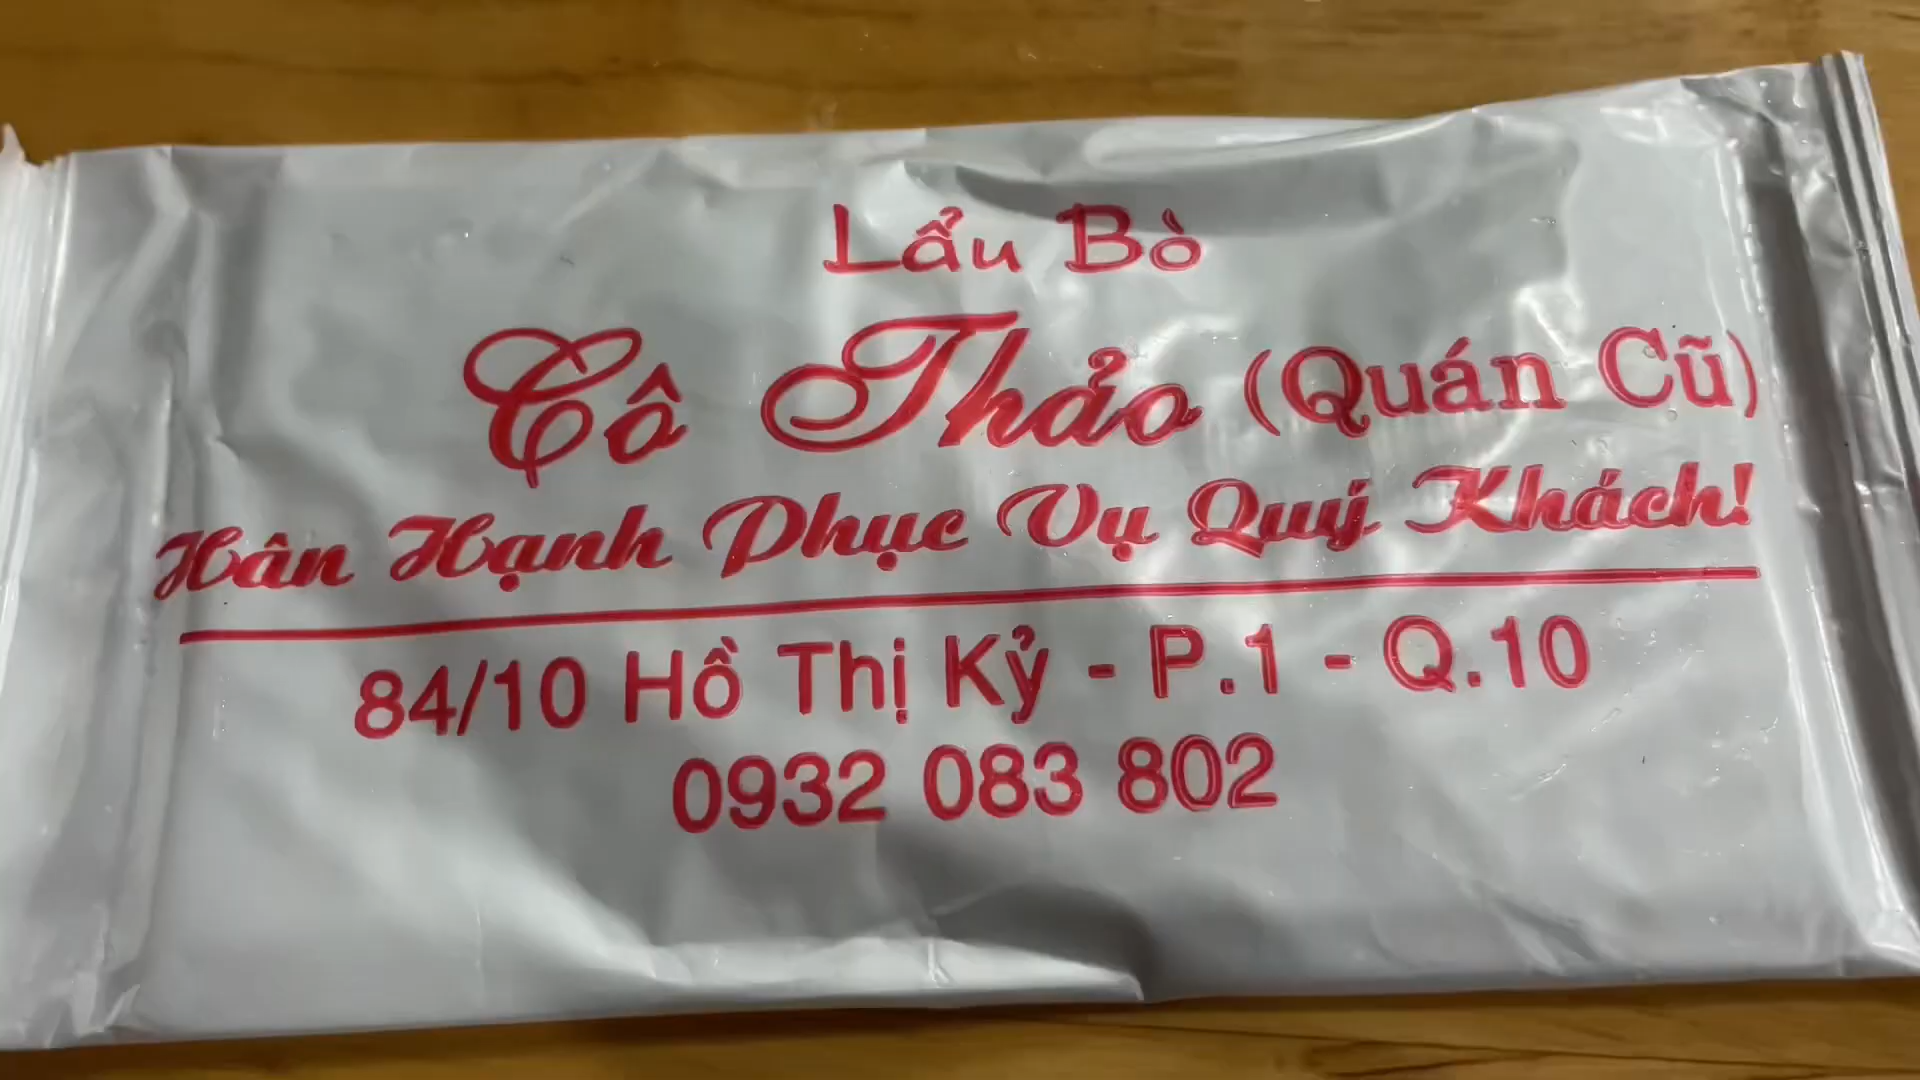 Lẩu Bò
Cô Thảo (Quán Cũ)
Hân Hạnh Phục Vụ Quý Khách!
84/10 Hồ Thị Kỷ - P.1 - Q.10
0932 083 802